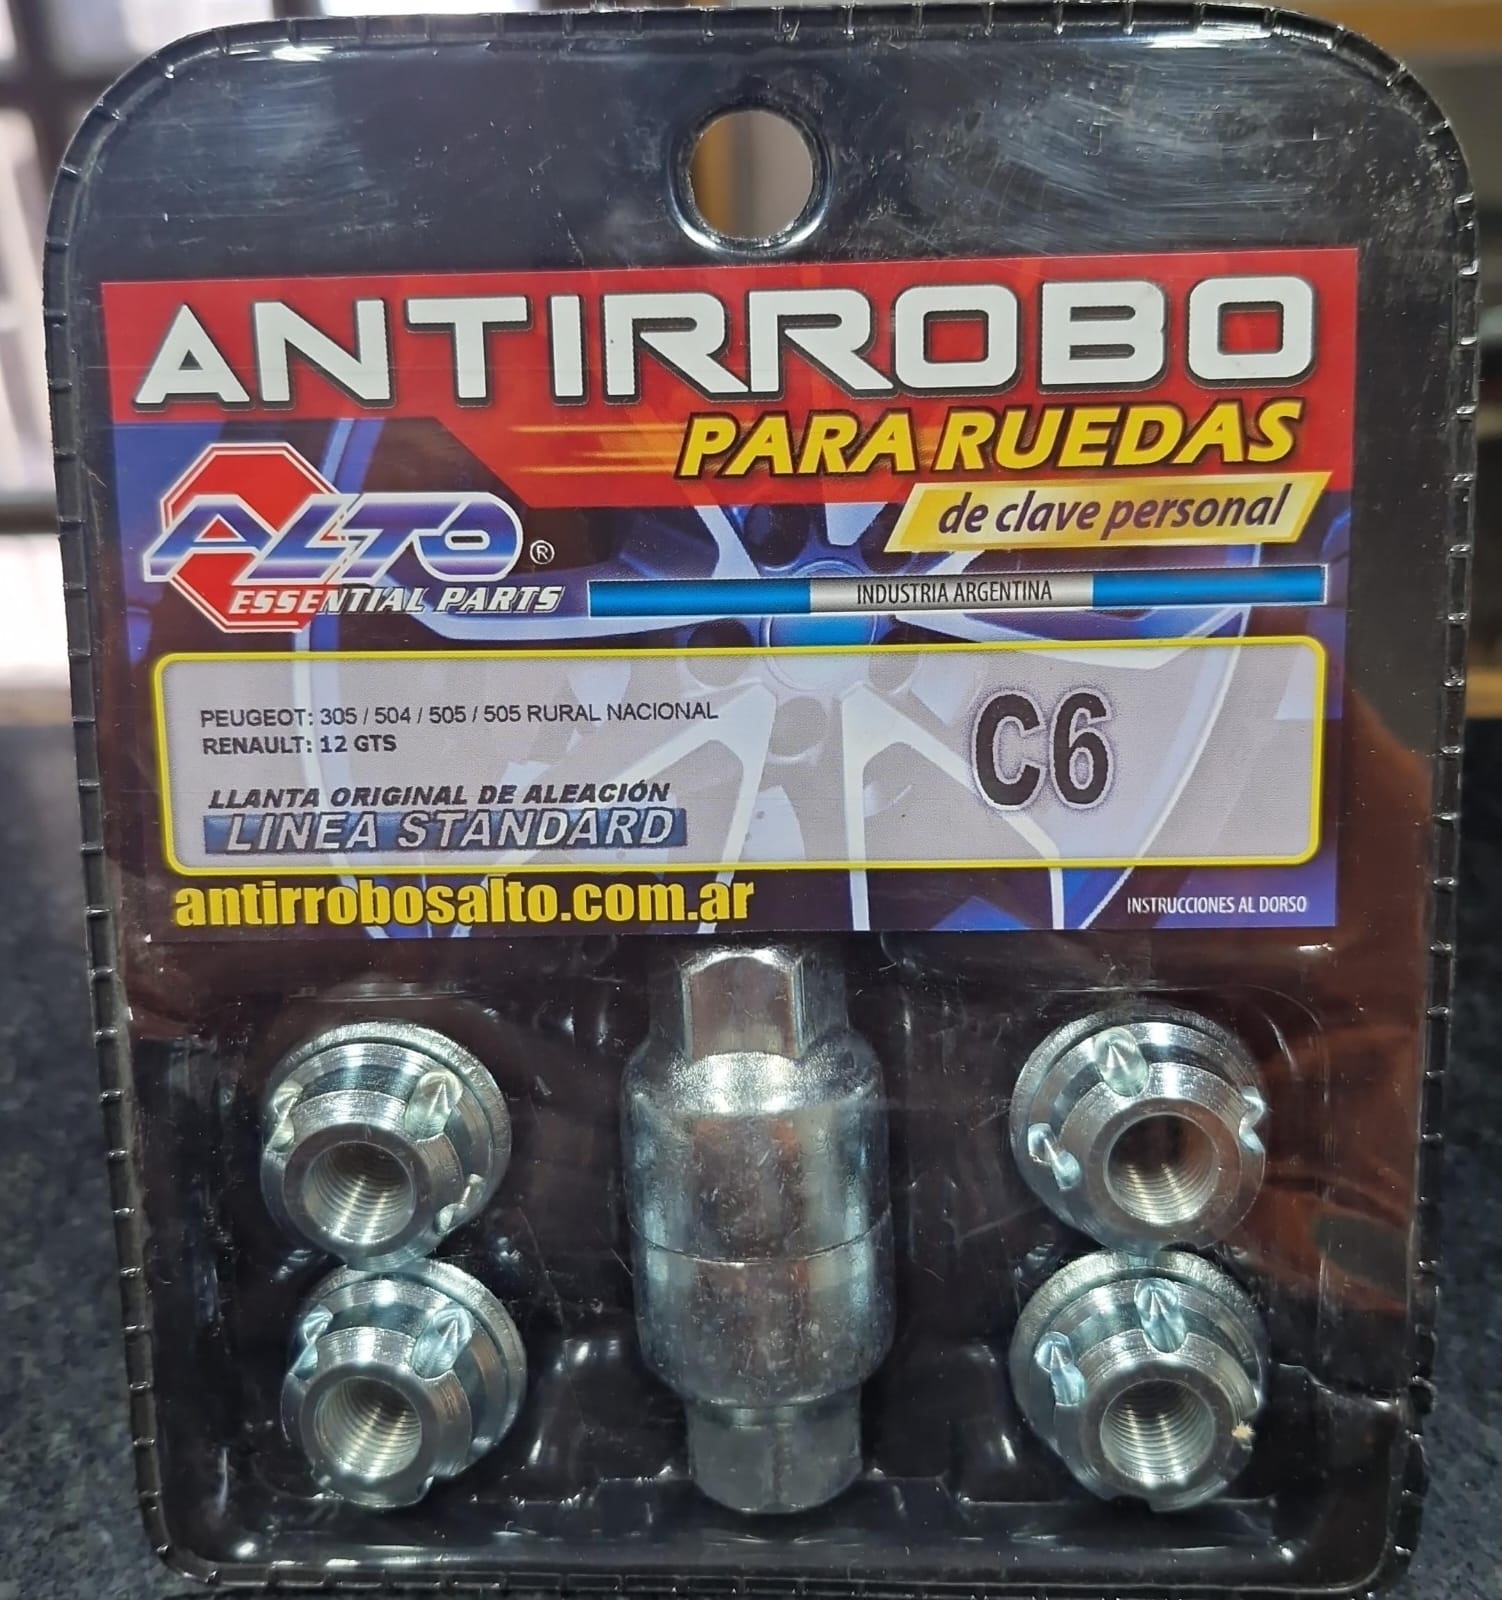 ANTIRROBO
PARA RUEDAS
de clave personal
ALTO ®
ESSENTIAL PARTS
INDUSTRIA ARGENTINA
PEUGEOT: 305 / 504 / 505 / 505 RURAL NACIONAL
RENAULT: 12 GTS
C6
LLANTA ORIGINAL DE ALEACIÓN
LINEA STANDARD
antirrobosalto.com.ar
INSTRUCCIONES AL DORSO